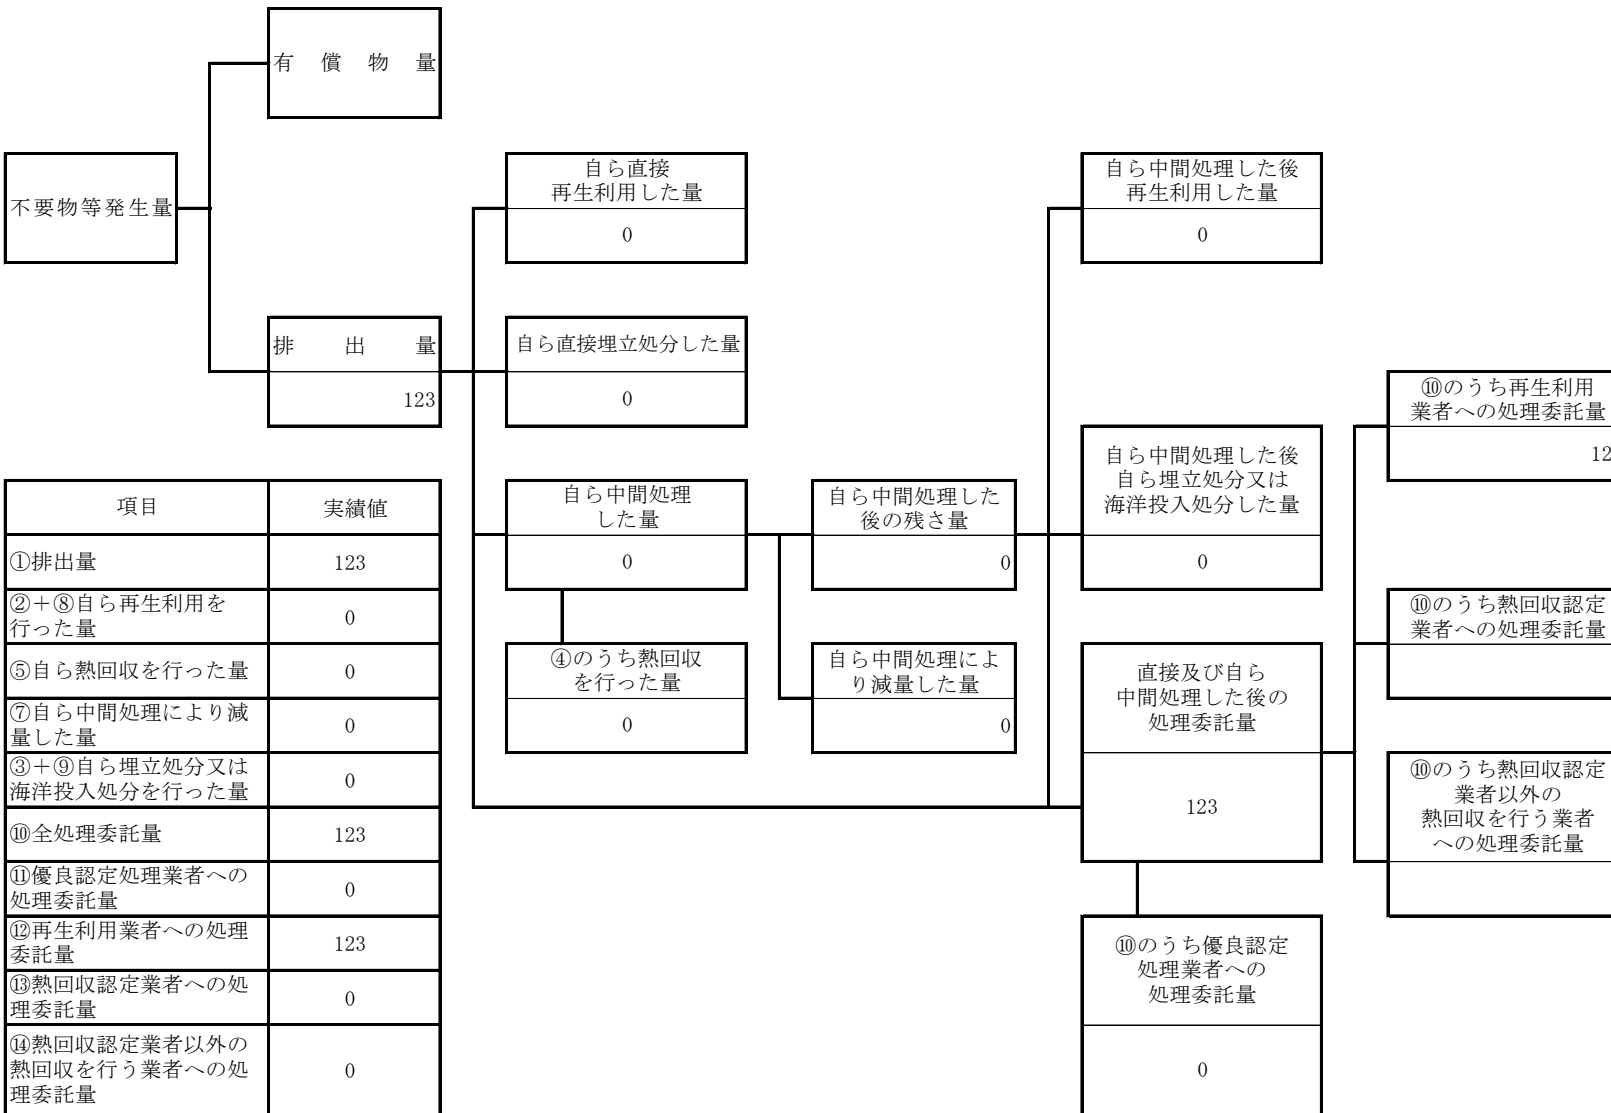 有償物量
不要物等発生量
自ら直接
再生利用した量
0
自ら中間処理した後
再生利用した量
0
排出量
123
自ら直接埋立処分した量
0
⑩のうち再生利用
業者への処理委託量
12
自ら中間処理した後
自ら埋立処分又は
海洋投入処分した量
0
自ら中間処理
した量
0
自ら中間処理した
後の残さ量
0
④のうち熱回収
を行った量
0
自ら中間処理によ
り減量した量
0
直接及び自ら
中間処理した後の
処理委託量
123
⑩のうち熱回収認定
業者への処理委託量
⑩のうち熱回収認定
業者以外の
熱回収を行う業者
への処理委託量
⑩のうち優良認定
処理業者への
処理委託量
0
項目 実績値
①排出量 123
②+⑧自ら再生利用を
行った量 0
⑤自ら熱回収を行った量 0
⑦自ら中間処理により減
量した量 0
③+⑨自ら埋立処分又は
海洋投入処分を行った量 0
⑩全処理委託量 123
⑪優良認定処理業者への
処理委託量 0
⑫再生利用業者への処理
委託量 123
⑬熱回収認定業者への処
理委託量 0
⑭熱回収認定業者以外の
熱回収を行う業者への処
理委託量 0